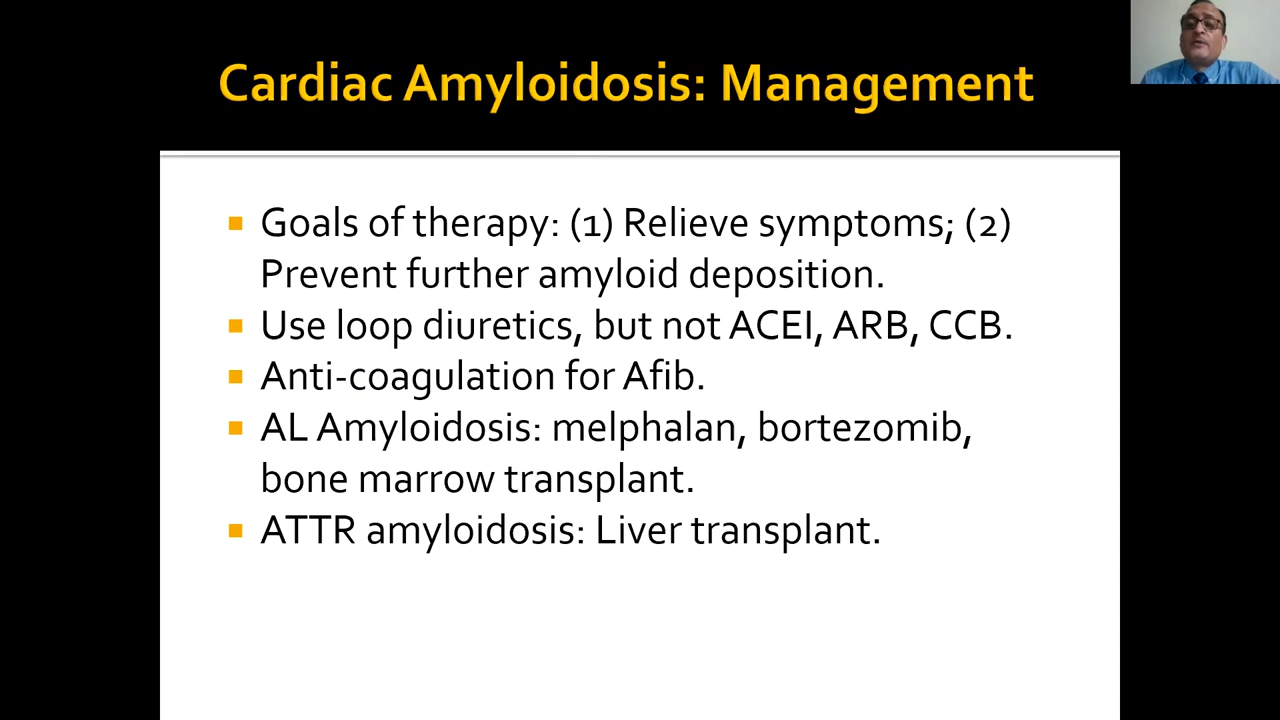 Cardiac Amyloidosis: Management
Goals of therapy: (1) Relieve symptoms; (2)
Prevent further amyloid deposition.
Use loop diuretics, but not ACEI, ARB, CCB.
Anti-coagulation for Afib.
AL Amyloidosis: melphalan, bortezomib,
bone marrow transplant.
ATTR amyloidosis: Liver transplant.